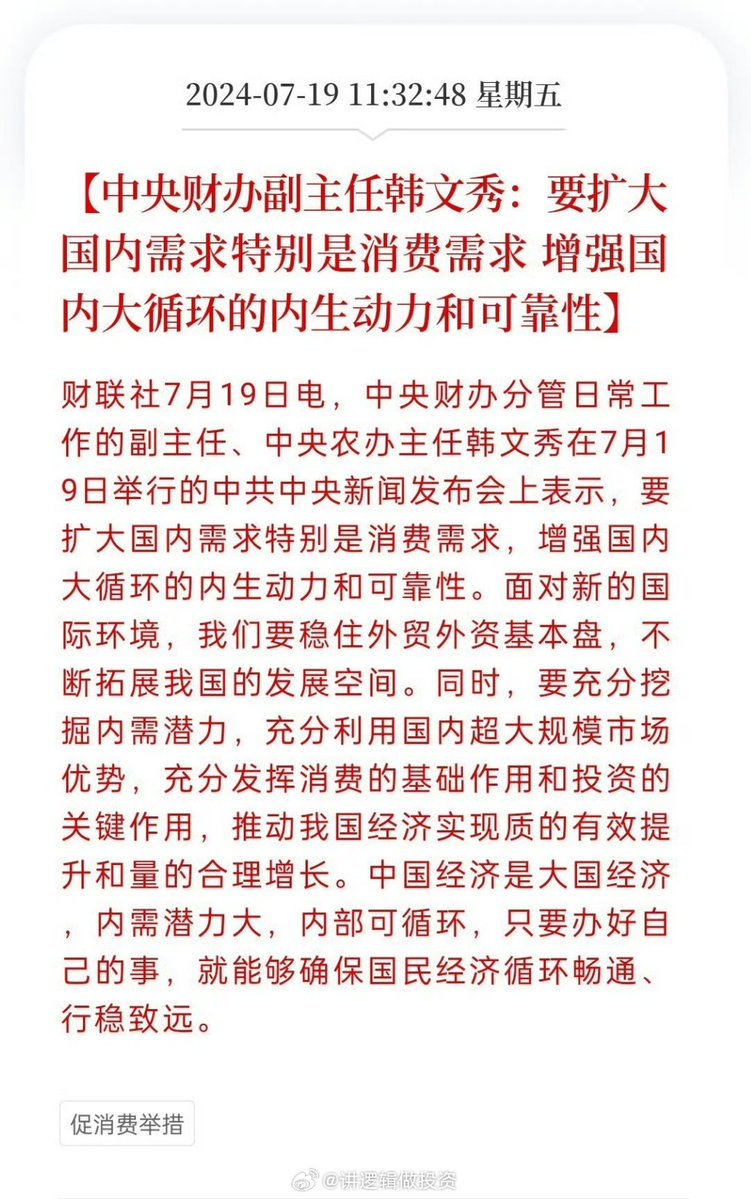 2024-07-19 11:32:48 星期五
【中央财办副主任韩文秀：要扩大
国内需求特别是消费需求 增强国
内大循环的内生动力和可靠性】
财联社7月19日电，中央财办分管日常工
作的副主任、中央农办主任韩文秀在7月1
9日举行的中共中央新闻发布会上表示，要
扩大国内需求特别是消费需求，增强国内
大循环的内生动力和可靠性。面对新的国
际环境，我们要稳住外贸外资基本盘，不
断拓展我国的发展空间。同时，要充分挖
掘内需潜力，充分利用国内超大规模市场
优势，充分发挥消费的基础作用和投资的
关键作用，推动我国经济实现质的有效提
升和量的合理增长。中国经济是大国经济
，内需潜力大，内部可循环，只要办好自
己的事，就能够确保国民经济循环畅通、
行稳致远。
促消费举措
@讲逻辑做投资